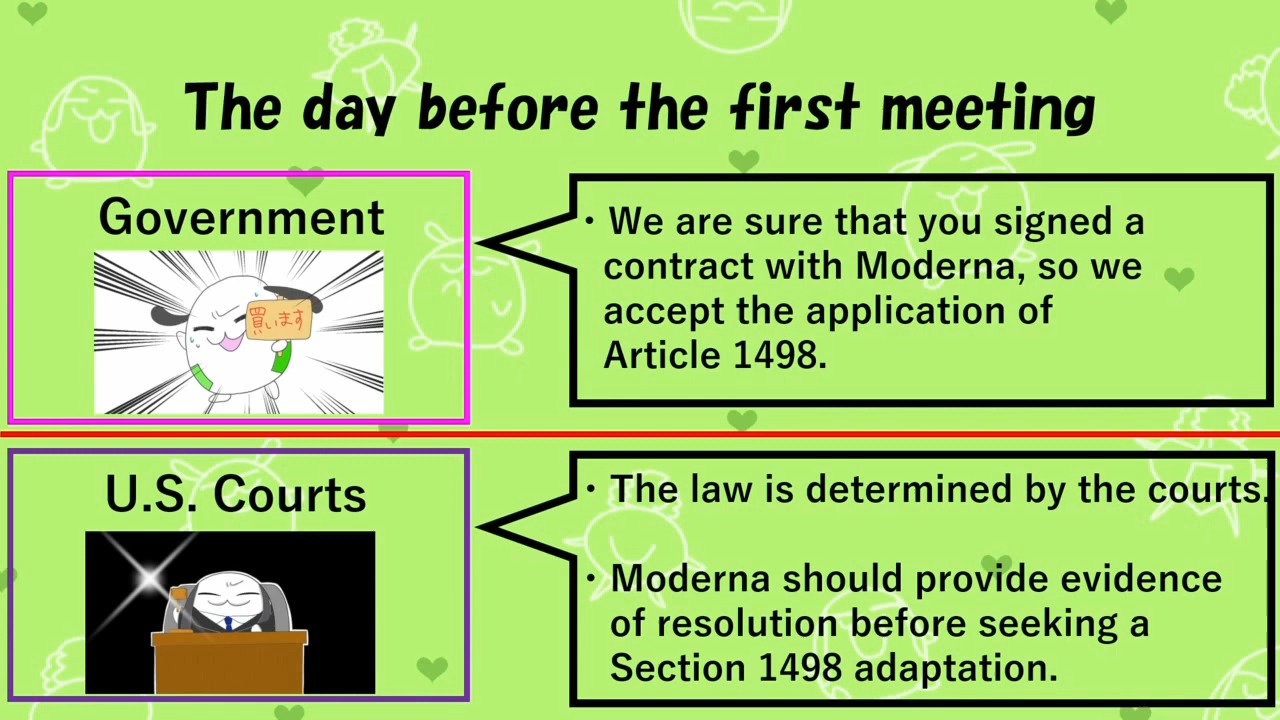 The day before the first meeting
Government
買います
・We are sure that you signed a
contract with Moderna, so we
accept the application of
Article 1498.
U.S. Courts
・The law is determined by the courts.
・Moderna should provide evidence
of resolution before seeking a
Section 1498 adaptation.